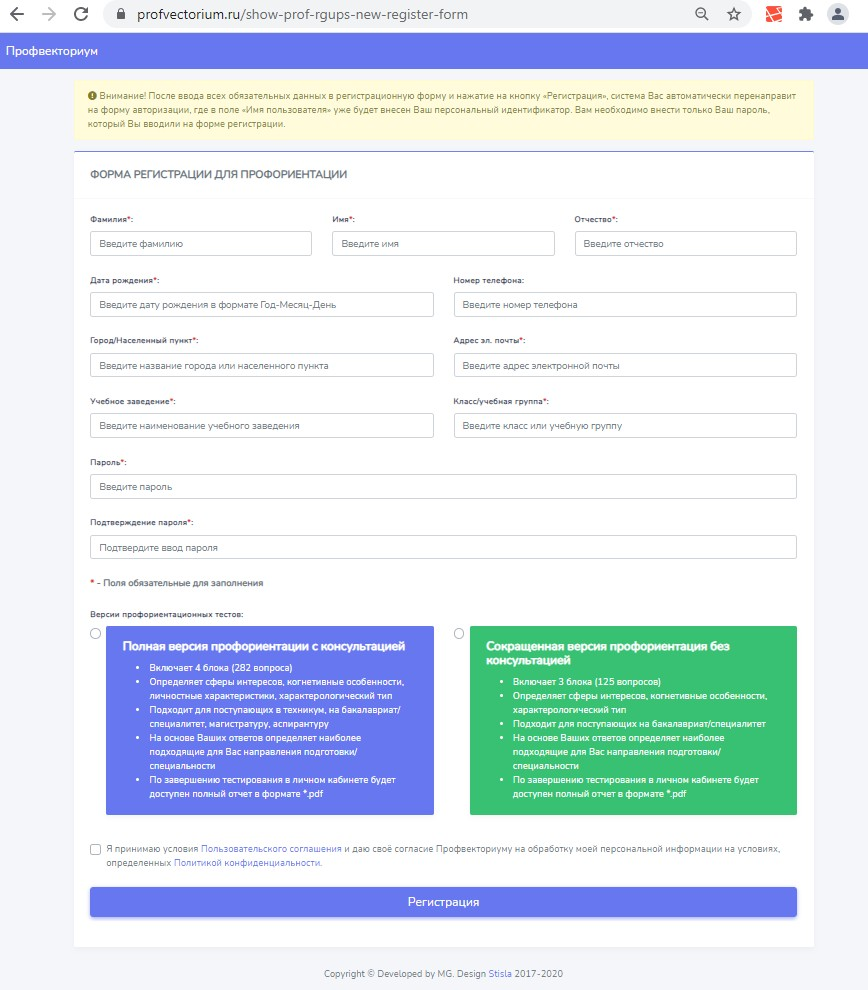 profvectorium.ru/show-prof-rgups-new-register-form
Профвекториум
Внимание! После ввода всех обязательных данных в регистрационную форму и нажатие на кнопку «Регистрация», система Вас автоматически перенаправит
на форму авторизации, где в поле «Имя пользователя» уже будет внесен Ваш персональный идентификатор. Вам необходимо внести только Ваш пароль,
который Вы вводили на форме регистрации.
ФОРМА РЕГИСТРАЦИИ ДЛЯ ПРОФОРИЕНТАЦИИ
Фамилия*: Имя*: Отчество*:
Введите фамилию Введите имя Введите отчество
Дата рождения*: Номер телефона:
Введите дату рождения в формате Год-Месяц-День Введите номер телефона
Город/Населенный пункт*: Адрес эл. почты*:
Введите название города или населенного пункта Введите адрес электронной почты
Учебное заведение*: Класс/учебная группа*:
Введите наименование учебного заведения Введите класс или учебную группу
Пароль*:
Введите пароль
Подтверждение пароля*:
Подтвердите ввод пароля
* - Поля обязательные для заполнения
Версии профориентационных тестов:
Полная версия профориентации с консультацией
• Включает 4 блока (282 вопроса)
• Определяет сферы интересов, когнетивные особенности,
личностные характеристики, характерологический тип
• Подходит для поступающих в техникум, на бакалавриат/
специалитет, магистратуру, аспирантуру
• На основе Ваших ответов определяет наиболее
подходящие для Вас направления подготовки/
специальности
• По завершению тестирования в личном кабинете будет
доступен полный отчет в формате *.pdf
Сокращенная версия профориентация без
консультацией
• Включает 3 блока (125 вопросов)
• Определяет сферы интересов, когнетивные особенности,
характерологический тип
• Подходит для поступающих на бакалавриат/специалитет
• На основе Ваших ответов определяет наиболее
подходящие для Вас направления подготовки/
специальности
• По завершению тестирования в личном кабинете будет
доступен полный отчет в формате *.pdf
Я принимаю условия Пользовательского соглашения и даю своё согласие Профвекториуму на обработку моей персональной информации на условиях,
определенных Политикой конфиденциальности.
Регистрация
Copyright © Developed by MG. Design Stisla 2017-2020